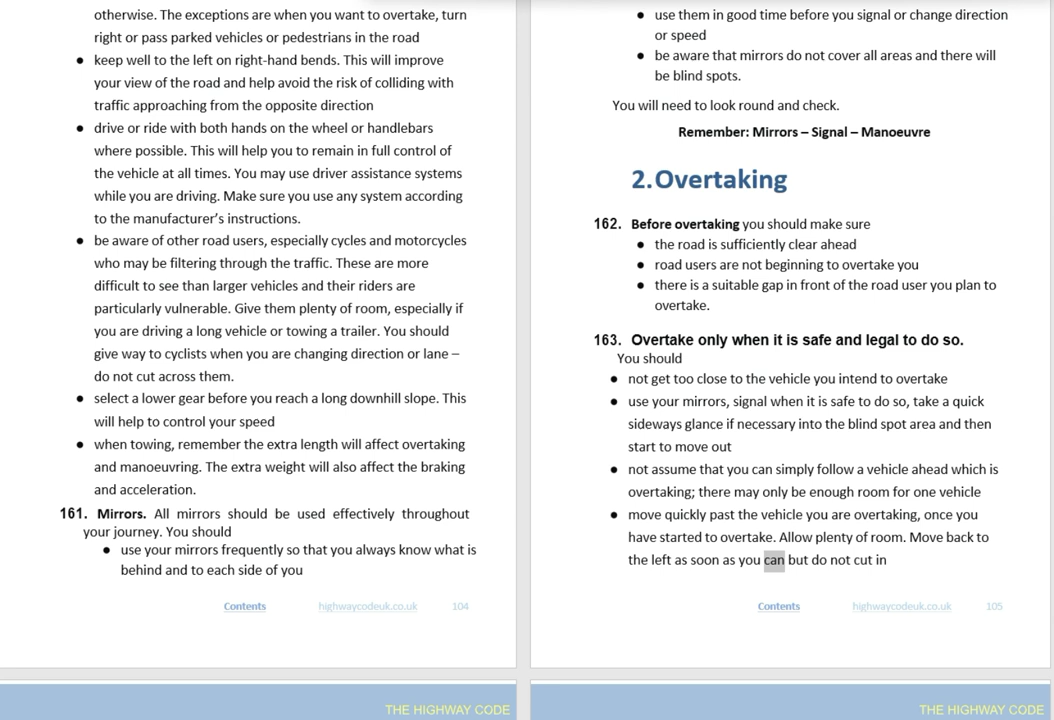 otherwise. The exceptions are when you want to overtake, turn
right or pass parked vehicles or pedestrians in the road
● keep well to the left on right-hand bends. This will improve
your view of the road and help avoid the risk of colliding with
traffic approaching from the opposite direction
● drive or ride with both hands on the wheel or handlebars
where possible. This will help you to remain in full control of
the vehicle at all times. You may use driver assistance systems
while you are driving. Make sure you use any system according
to the manufacturer's instructions.
● be aware of other road users, especially cycles and motorcycles
who may be filtering through the traffic. These are more
difficult to see than larger vehicles and their riders are
particularly vulnerable. Give them plenty of room, especially if
you are driving a long vehicle or towing a trailer. You should
give way to cyclists when you are changing direction or lane –
do not cut across them.
● select a lower gear before you reach a long downhill slope. This
will help to control your speed
● when towing, remember the extra length will affect overtaking
and manoeuvring. The extra weight will also affect the braking
and acceleration.
161. Mirrors. All mirrors should be used effectively throughout
your journey. You should
● use your mirrors frequently so that you always know what is
behind and to each side of you
Contents highwaycodeuk.co.uk 104
● use them in good time before you signal or change direction
or speed
● be aware that mirrors do not cover all areas and there will
be blind spots.
You will need to look round and check.
Remember: Mirrors – Signal – Manoeuvre
2. Overtaking
162. Before overtaking you should make sure
● the road is sufficiently clear ahead
● road users are not beginning to overtake you
● there is a suitable gap in front of the road user you plan to
overtake.
163. Overtake only when it is safe and legal to do so.
You should
● not get too close to the vehicle you intend to overtake
● use your mirrors, signal when it is safe to do so, take a quick
sideways glance if necessary into the blind spot area and then
start to move out
● not assume that you can simply follow a vehicle ahead which is
overtaking; there may only be enough room for one vehicle
● move quickly past the vehicle you are overtaking, once you
have started to overtake. Allow plenty of room. Move back to
the left as soon as you can but do not cut in
Contents highwaycodeuk.co.uk 105
THE HIGHWAY CODE
THE HIGHWAY CODE